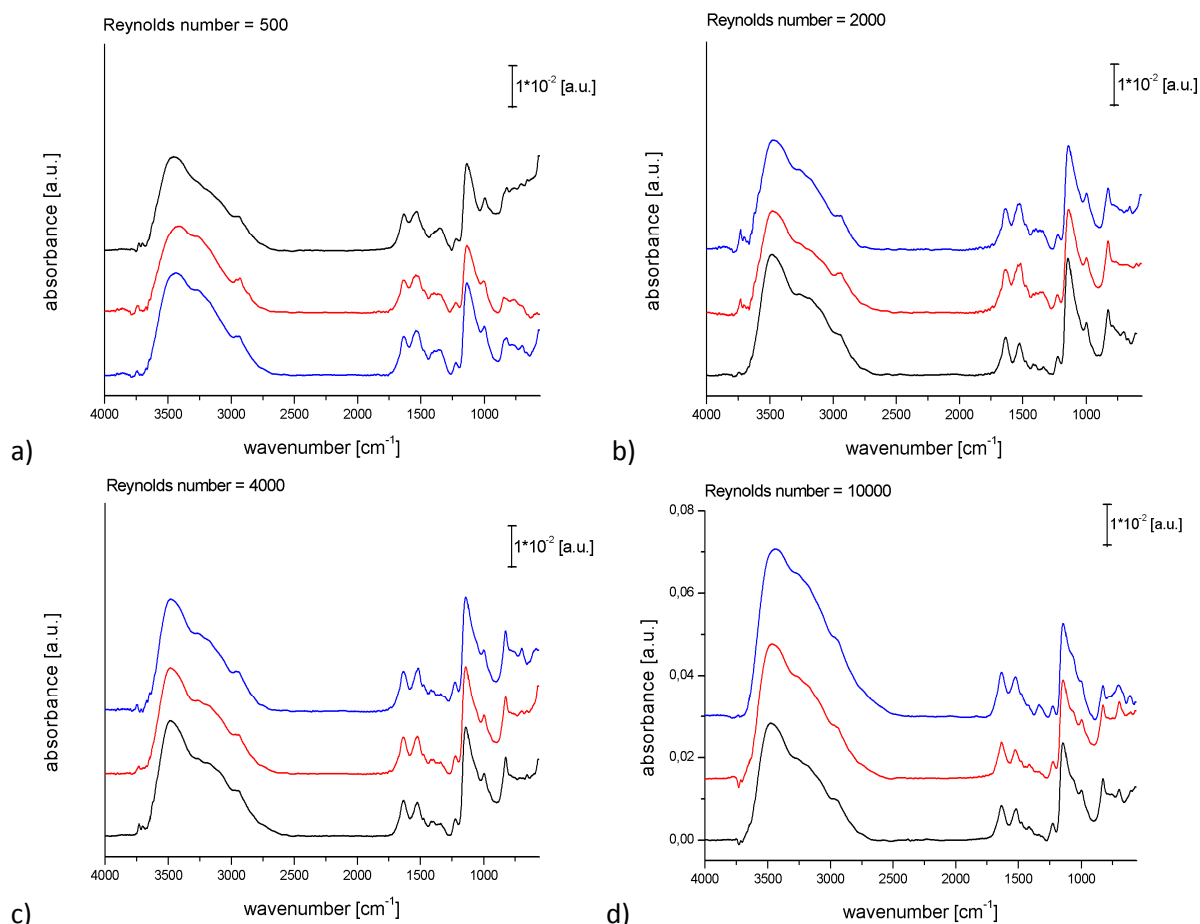 Reynolds number = 500
1*10⁻² [a.u.]
absorbance [a.u.]
4000 3500 3000 2500 2000 1500 1000
wavenumber [cm⁻¹]
a)
Reynolds number = 2000
1*10⁻² [a.u.]
absorbance [a.u.]
4000 3500 3000 2500 2000 1500 1000
wavenumber [cm⁻¹]
b)
Reynolds number = 4000
1*10⁻² [a.u.]
absorbance [a.u.]
4000 3500 3000 2500 2000 1500 1000
wavenumber [cm⁻¹]
c)
Reynolds number = 10000
1*10⁻² [a.u.]
absorbance [a.u.]
0,08
0,06
0,04
0,02
0,00
4000 3500 3000 2500 2000 1500 1000
wavenumber [cm⁻¹]
d)